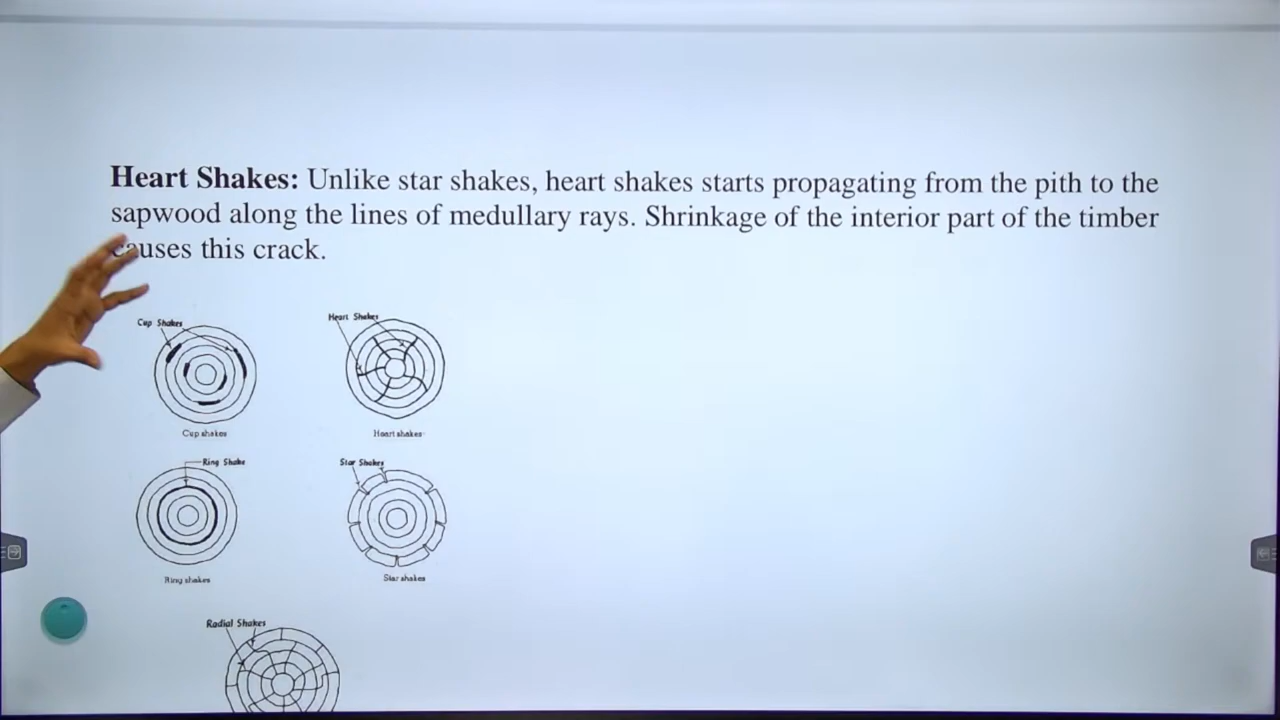 Heart Shakes: Unlike star shakes, heart shakes starts propagating from the pith to the
sapwood along the lines of medullary rays. Shrinkage of the interior part of the timber
causes this crack.
Cup Shakes
Heart Shakes
Cup shakes
Heart shakes
Ring Shake
Star Shakes
Ring shakes
Star shakes
Radial Shakes